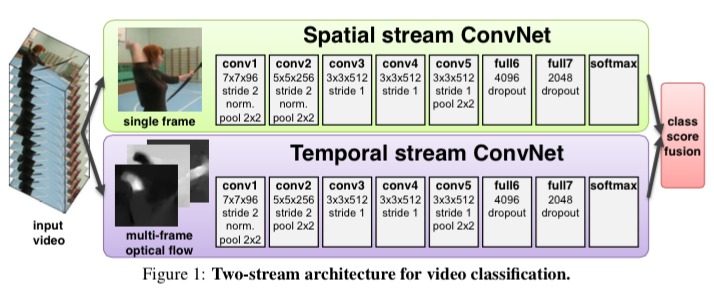 Spatial stream ConvNet
conv1
7x7x96
stride 2
norm.
pool 2x2
conv2
5x5x256
stride 2
norm.
pool 2x2
conv3
3x3x512
stride 1
conv4
3x3x512
stride 1
conv5
3x3x512
stride 1
pool 2x2
full6
4096
dropout
full7
2048
dropout
softmax
single frame
Temporal stream ConvNet
conv1
7x7x96
stride 2
norm.
pool 2x2
conv2
5x5x256
stride 2
pool 2x2
conv3
3x3x512
stride 1
conv4
3x3x512
stride 1
conv5
3x3x512
stride 1
pool 2x2
full6
4096
dropout
full7
2048
dropout
softmax
multi-frame
optical flow
input
video
class
score
fusion
Figure 1: Two-stream architecture for video classification.